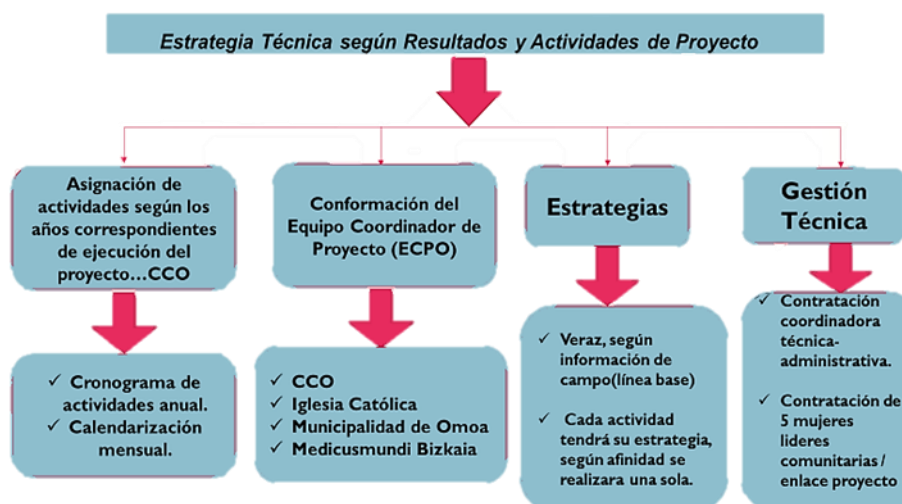 Estrategia Técnica según Resultados y Actividades de Proyecto
Asignación de
actividades según los
años correspondientes
de ejecución del
proyecto...CCO
Conformación del
Equipo Coordinador de
Proyecto (ECPO)
Estrategias
Gestión
Técnica
✓ Cronograma de
actividades anual.
✓ Calendarización
mensual.
✓ CCO
✓ Iglesia Católica
✓ Municipalidad de Omoa
✓ Medicusmundi Bizkaia
✓ Veraz, según
información de
campo(línea base)
✓ Cada actividad
tendrá su estrategia,
según afinidad se
realizara una sola.
✓ Contratación
coordinadora
técnica-
administrativa.
✓ Contratación de
5 mujeres
lideres
comunitarias /
enlace proyecto